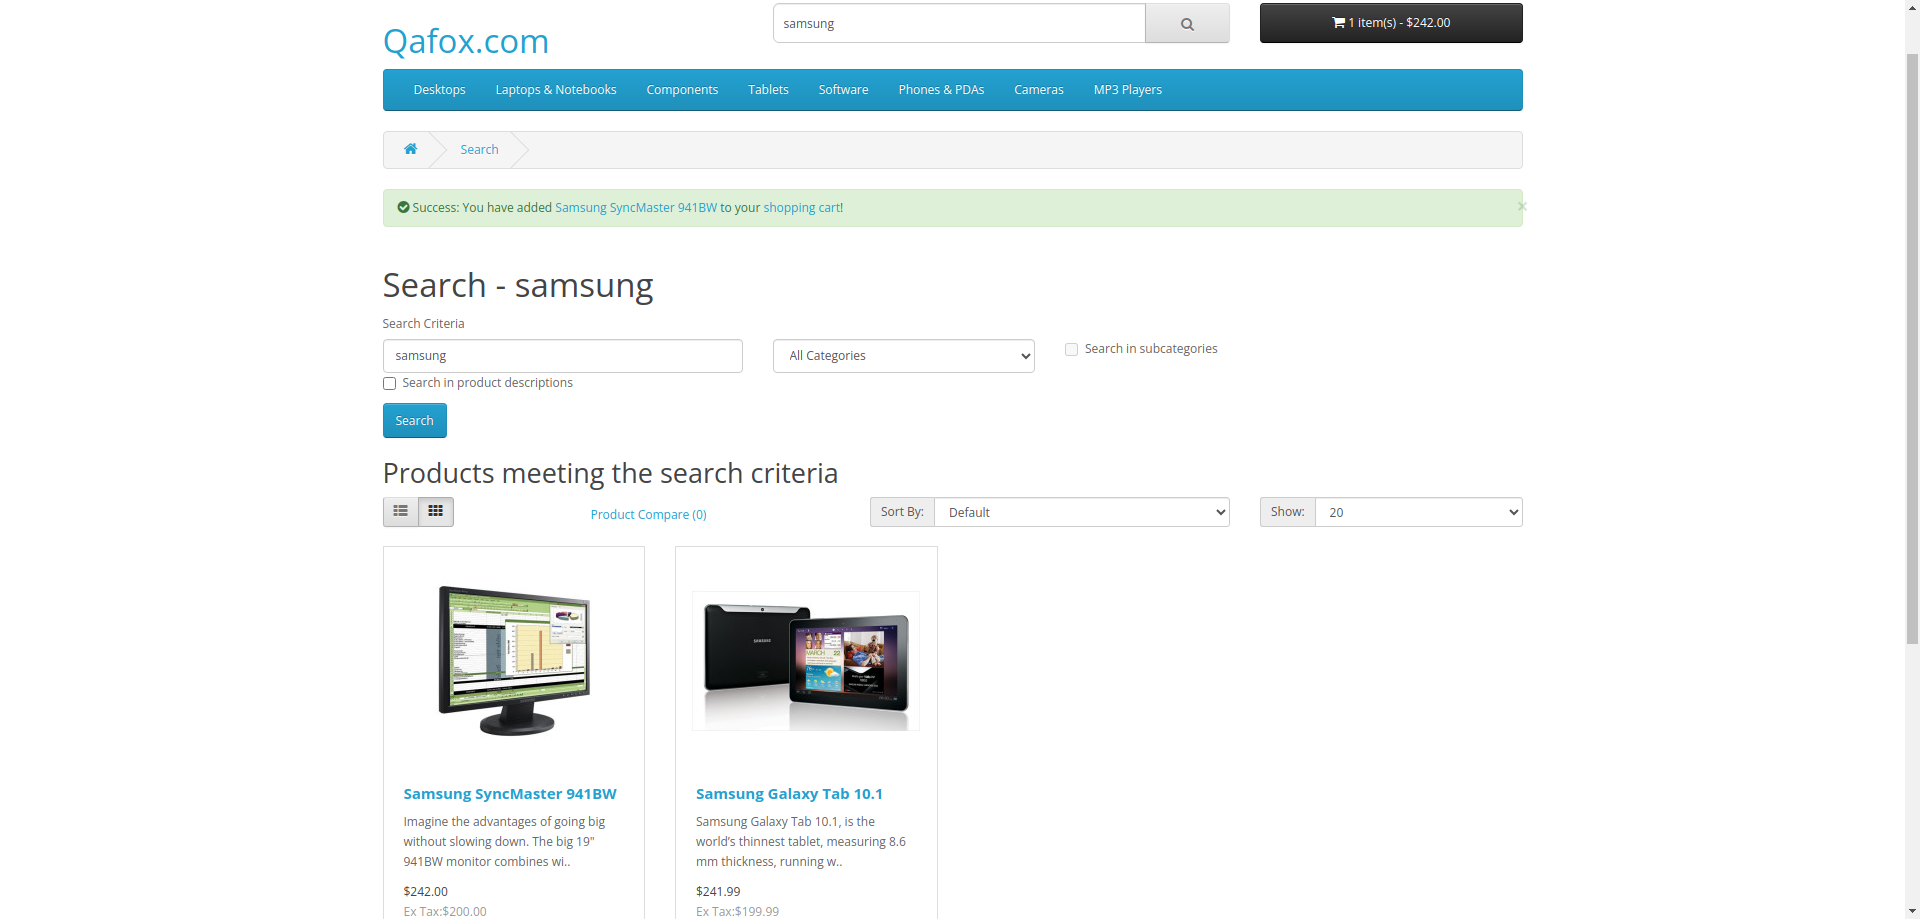 Qafox.com
samsung
1 item(s) - $242.00
Desktops
Laptops & Notebooks
Components
Tablets
Software
Phones & PDAs
Cameras
MP3 Players
Search
Success: You have added Samsung SyncMaster 941BW to your shopping cart!
×
Search - samsung
Search Criteria
samsung
All Categories
Search in subcategories
Search in product descriptions
Search
Products meeting the search criteria
Product Compare (0)
Sort By:
Default
Show:
20
SAMSUNG
MARCH 22
Samsung SyncMaster 941BW
Imagine the advantages of going big
without slowing down. The big 19"
941BW monitor combines wi..
$242.00
Ex Tax:$200.00
Samsung Galaxy Tab 10.1
Samsung Galaxy Tab 10.1, is the
world’s thinnest tablet, measuring 8.6
mm thickness, running w..
$241.99
Ex Tax:$199.99